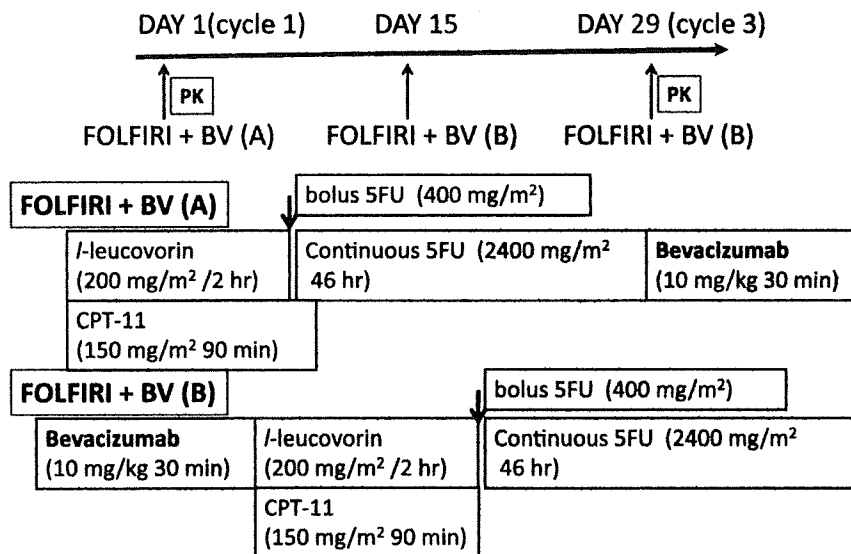 DAY 1(cycle 1)
DAY 15
DAY 29 (cycle 3)
PK
PK
FOLFIRI + BV (A)
FOLFIRI + BV (B)
FOLFIRI + BV (B)
FOLFIRI + BV (A)
bolus 5FU (400 mg/m²)
l-leucovorin
(200 mg/m² /2 hr)
Continuous 5FU (2400 mg/m²
46 hr)
Bevacizumab
(10 mg/kg 30 min)
CPT-11
(150 mg/m² 90 min)
FOLFIRI + BV (B)
bolus 5FU (400 mg/m²)
Bevacizumab
(10 mg/kg 30 min)
l-leucovorin
(200 mg/m² /2 hr)
Continuous 5FU (2400 mg/m²
46 hr)
CPT-11
(150 mg/m² 90 min)